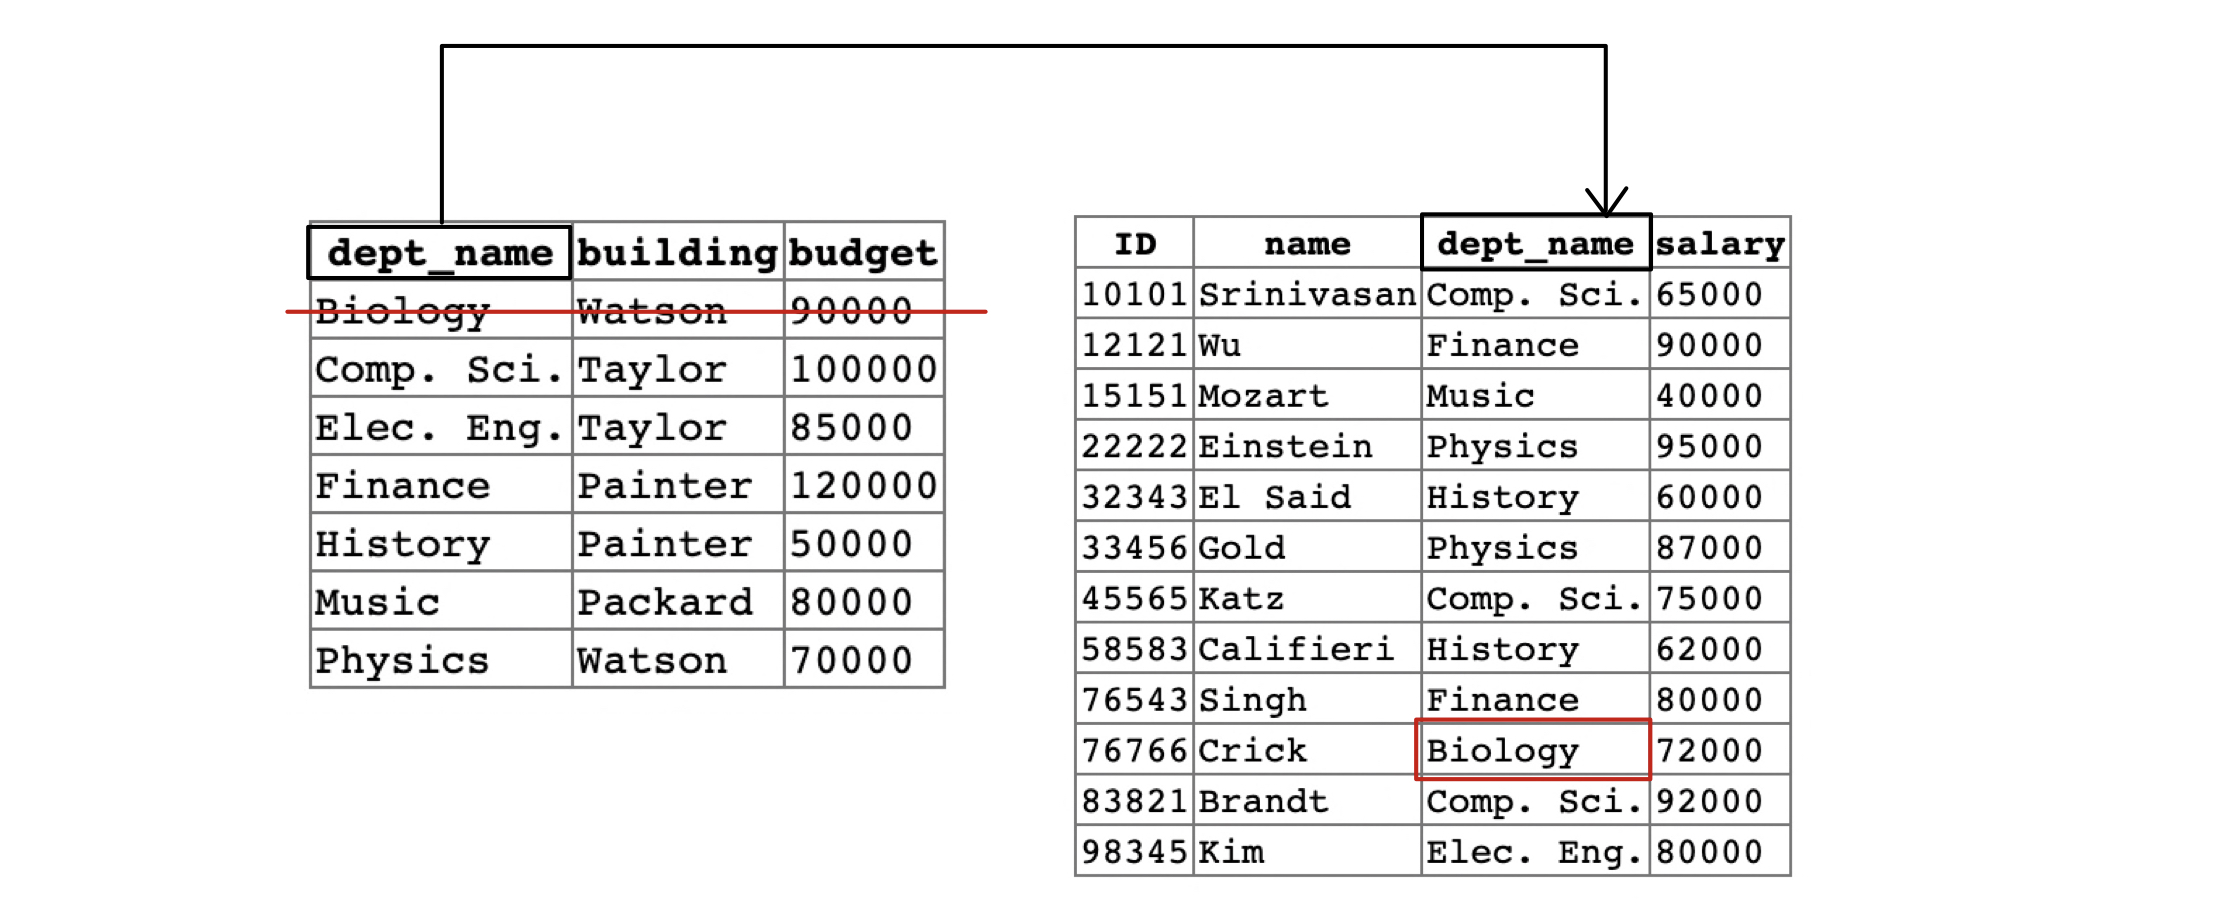 dept_name building budget
Biology Watson 90000
Comp. Sci. Taylor 100000
Elec. Eng. Taylor 85000
Finance Painter 120000
History Painter 50000
Music Packard 80000
Physics Watson 70000
ID name dept_name salary
10101 Srinivasan Comp. Sci. 65000
12121 Wu Finance 90000
15151 Mozart Music 40000
22222 Einstein Physics 95000
32343 El Said History 60000
33456 Gold Physics 87000
45565 Katz Comp. Sci. 75000
58583 Califieri History 62000
76543 Singh Finance 80000
76766 Crick Biology 72000
83821 Brandt Comp. Sci. 92000
98345 Kim Elec. Eng. 80000